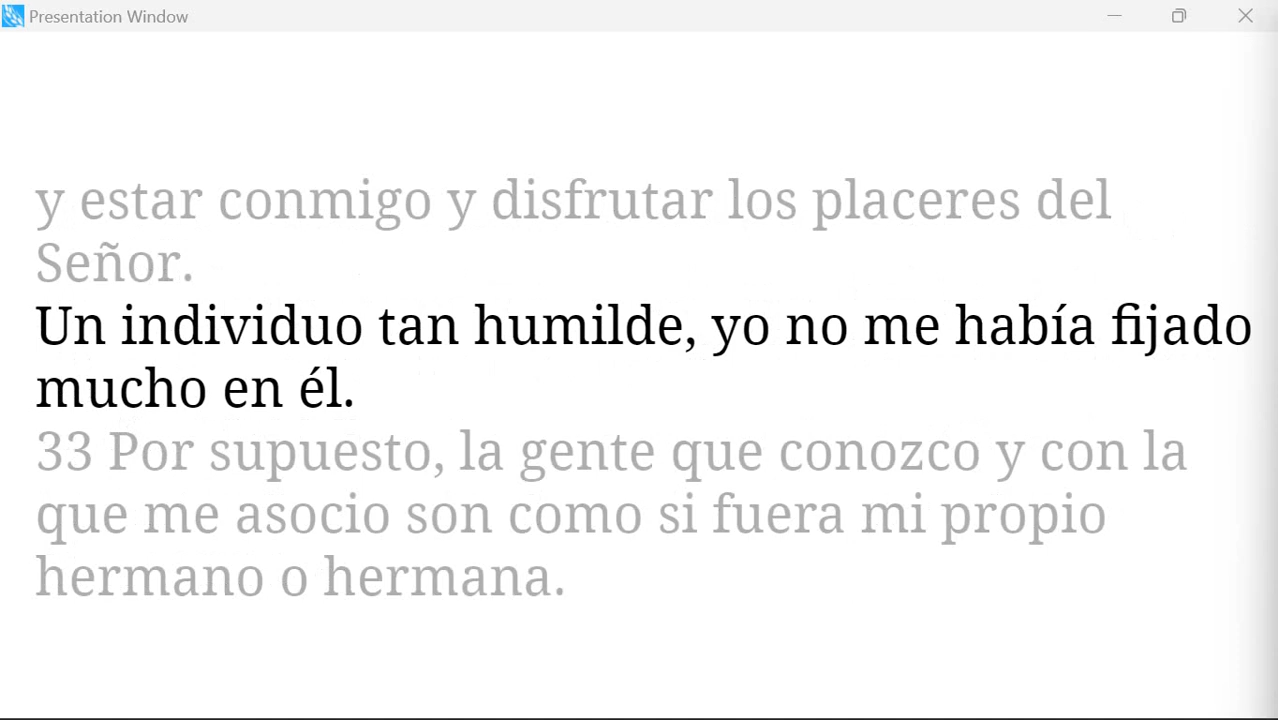 Presentation Window
y estar conmigo y disfrutar los placeres del
Señor.
Un individuo tan humilde, yo no me había fijado
mucho en él.
33 Por supuesto, la gente que conozco y con la
que me asocio son como si fuera mi propio
hermano o hermana.